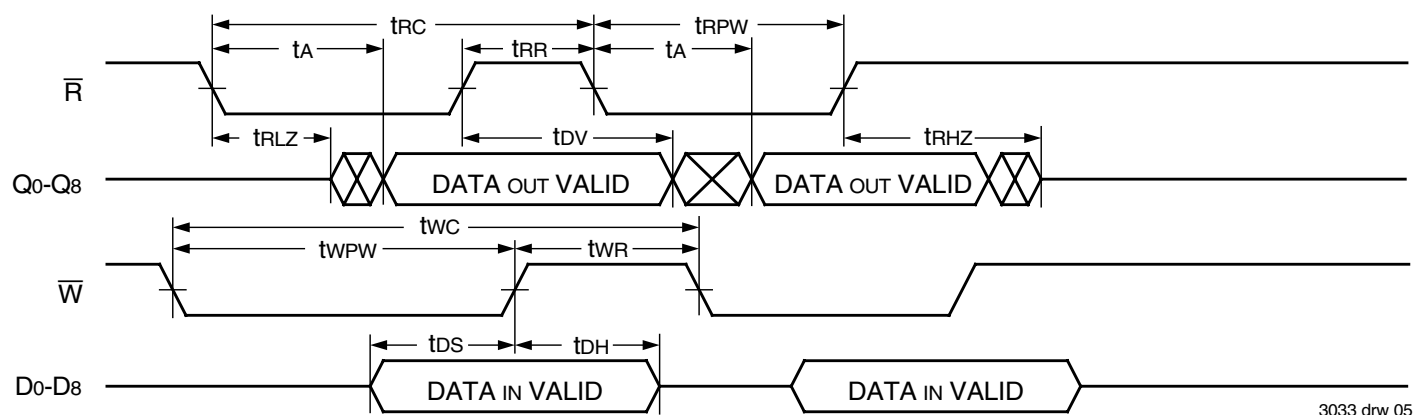 tRC tRPW
tA tRR tA
R̅
tRLZ tDV tRHZ
Q0-Q8 DATA OUT VALID DATA OUT VALID
tWC
tWPW tWR
W̅
tDS tDH
D0-D8 DATA IN VALID DATA IN VALID
3033 drw 05